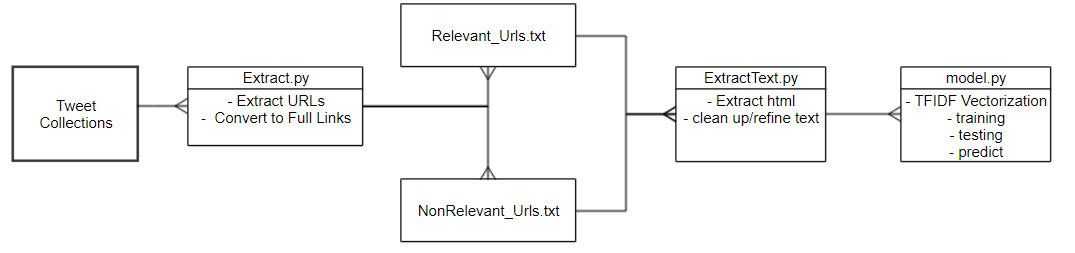 Tweet
Collections
Extract.py
- Extract URLs
- Convert to Full Links
Relevant_Urls.txt
NonRelevant_Urls.txt
ExtractText.py
- Extract html
- clean up/refine text
model.py
- TFIDF Vectorization
- training
- testing
- predict